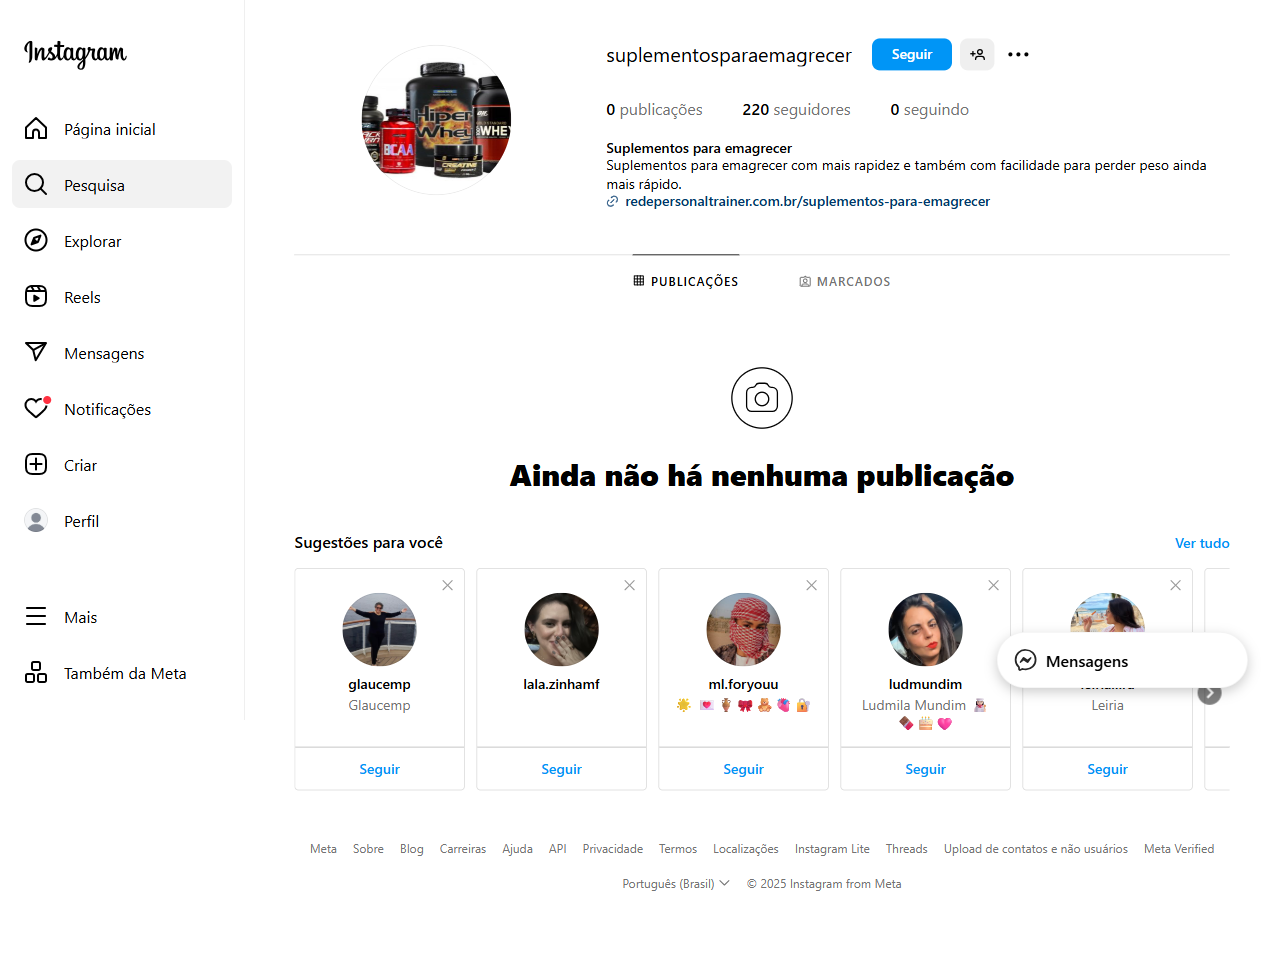 Instagram
Página inicial
Pesquisa
Explorar
Reels
Mensagens
Notificações
Criar
Perfil
Mais
Também da Meta
suplementosparaemagrecer
Seguir
0 publicações 220 seguidores 0 seguindo
Suplementos para emagrecer
Suplementos para emagrecer com mais rapidez e também com facilidade para perder peso ainda
mais rápido.
redepersonaltrainer.com.br/suplementos-para-emagrecer
Hiper
Whey
BCAA
CREATINE
WHEY
PUBLICAÇÕES
MARCADOS
Ainda não há nenhuma publicação
Sugestões para você
Ver tudo
glaucemp
Glaucemp
Seguir
lala.zinhamf
Seguir
ml.foryouu
☀️ 💌 🏺 🎀 🧸 💘 🔐
Seguir
ludmundim
Ludmila Mundim 👩🏻‍🍼
🍫 🍰 💗
Seguir
Leiria
Seguir
Mensagens
Meta Sobre Blog Carreiras Ajuda API Privacidade Termos Localizações Instagram Lite Threads Upload de contatos e não usuários Meta Verified
Português (Brasil) © 2025 Instagram from Meta